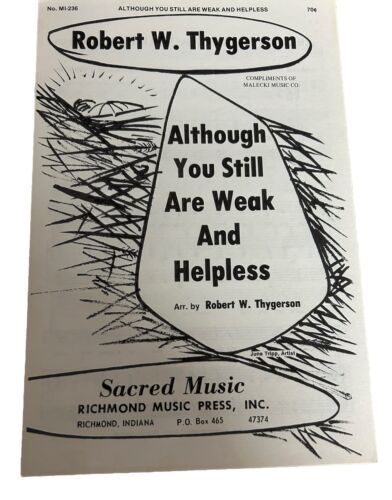 No. MI-236 ALTHOUGH YOU STILL ARE WEAK AND HELPLESS 70¢
Robert W. Thygerson
COMPLIMENTS OF
MALECKI MUSIC CO.
Although
You Still
Are Weak
And
Helpless
Arr. by Robert W. Thygerson
June Tripp, Artist
Sacred Music
RICHMOND MUSIC PRESS, INC.
RICHMOND, INDIANA P.O. Box 465 47374